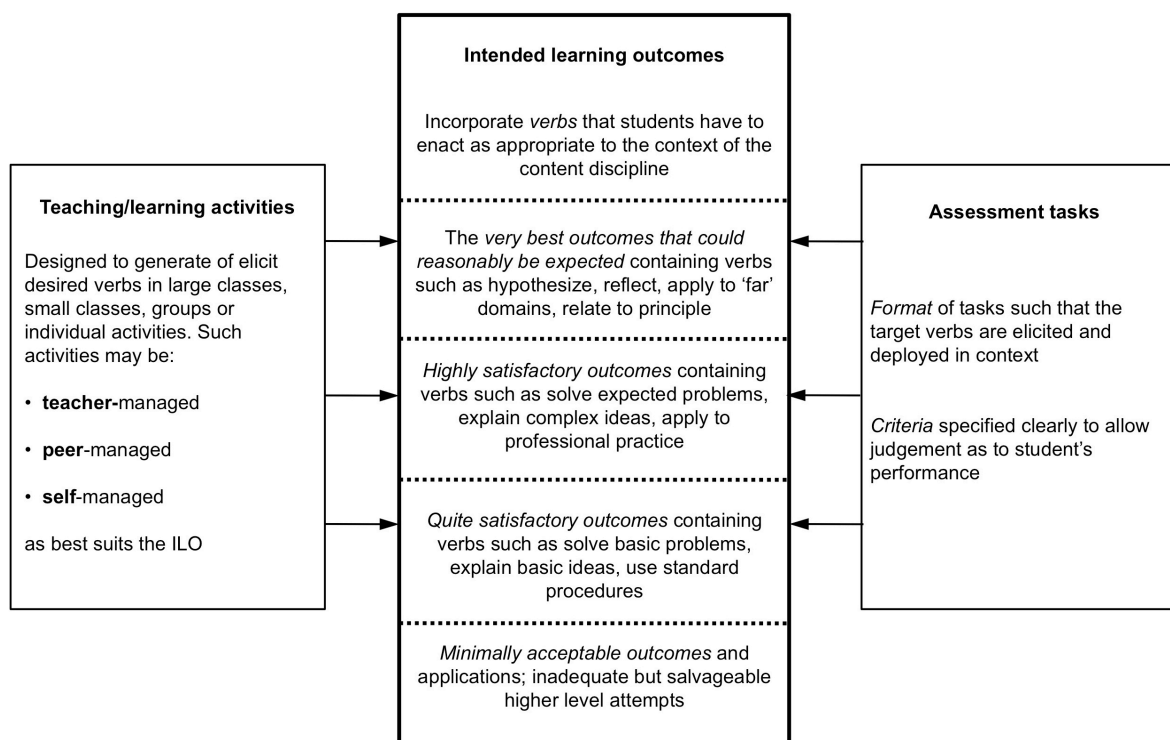 Teaching/learning activities
Designed to generate of elicit
desired verbs in large classes,
small classes, groups or
individual activities. Such
activities may be:
• teacher-managed
• peer-managed
• self-managed
as best suits the ILO
Intended learning outcomes
Incorporate verbs that students have to
enact as appropriate to the context of the
content discipline
The very best outcomes that could
reasonably be expected containing verbs
such as hypothesize, reflect, apply to ‘far’
domains, relate to principle
Highly satisfactory outcomes containing
verbs such as solve expected problems,
explain complex ideas, apply to
professional practice
Quite satisfactory outcomes containing
verbs such as solve basic problems,
explain basic ideas, use standard
procedures
Minimally acceptable outcomes and
applications; inadequate but salvageable
higher level attempts
Assessment tasks
Format of tasks such that the
target verbs are elicited and
deployed in context
Criteria specified clearly to allow
judgement as to student’s
performance